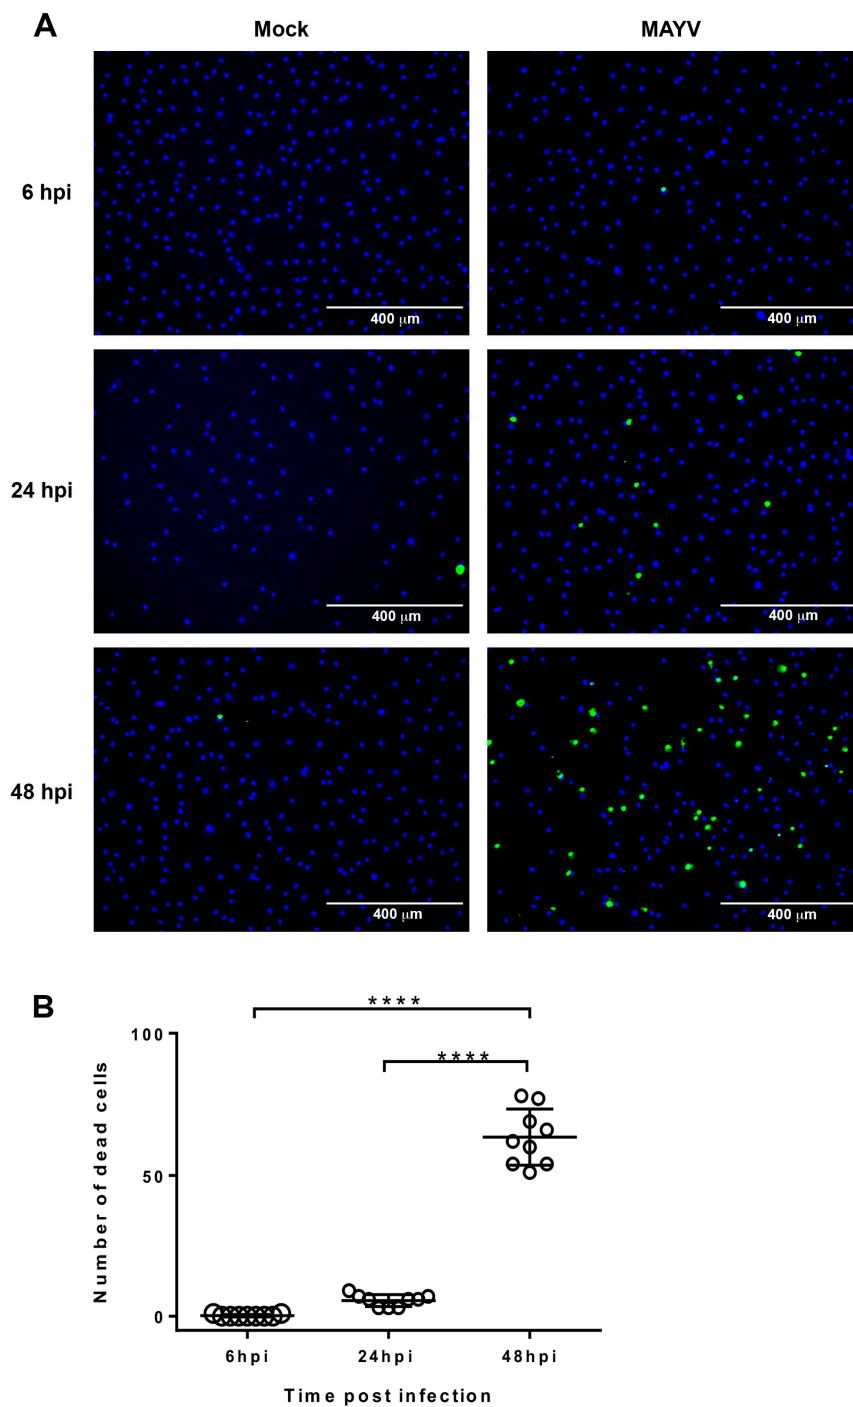 A
Mock
MAYV
6 hpi
400 μm
400 μm
24 hpi
400 μm
400 μm
48 hpi
400 μm
400 μm
B
****
****
100
50
0
Number of dead cells
6hpi
24hpi
48hpi
Time post infection